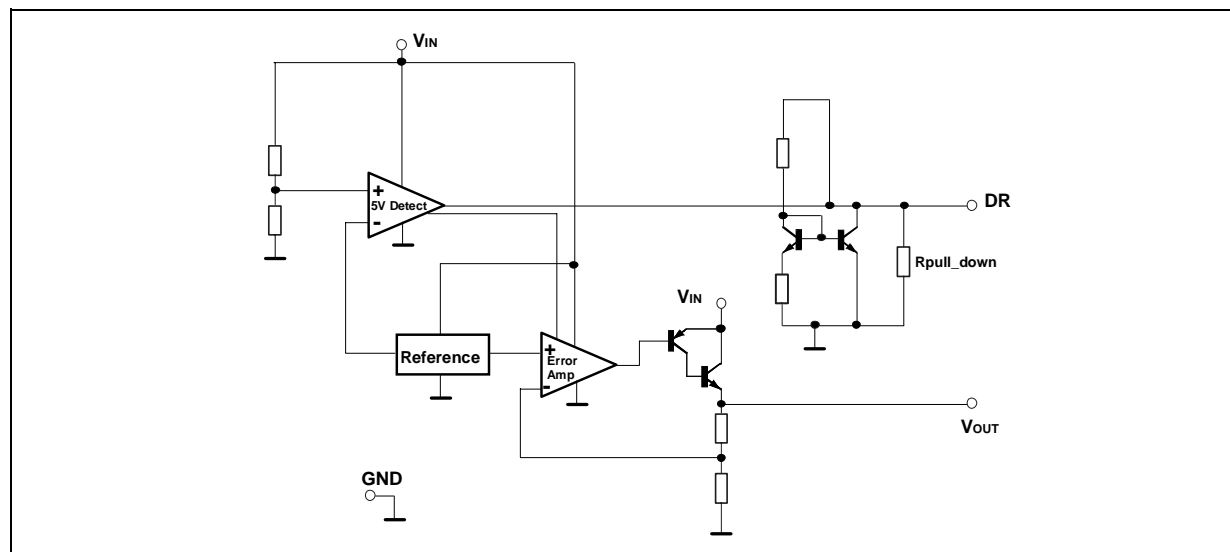 VIN
+
5V Detect
-
DR
Rpull_down
VIN
Reference
+
Error
Amp
-
VOUT
GND